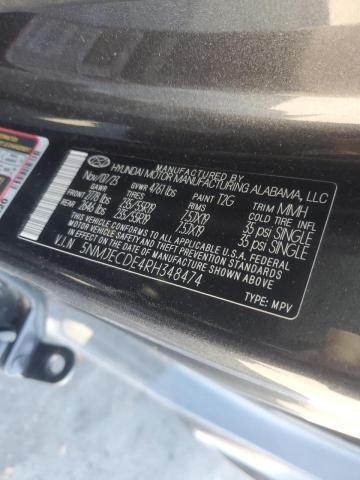 MANUFACTURED BY
HYUNDAI MOTOR MANUFACTURING ALABAMA, LLC
Nov/07/23 GVWR 4761 lbs PAINT T2G TRIM MMH
GAWR TIRES RIMS COLD TIRE INFL
FRONT 235/55R19 7.5JX19 35 psi SINGLE
REAR 2646 lbs 235/55R19 7.5JX19 35 psi SINGLE
THIS VEHICLE CONFORMS TO ALL APPLICABLE U.S.A. FEDERAL
MOTOR VEHICLE SAFETY, BUMPER, AND THEFT PREVENTION
STANDARDS IN EFFECT ON THE DATE OF MANUFACTURE SHOWN ABOVE
V.I.N 5NMJECDE4RH348474
TYPE: MPV